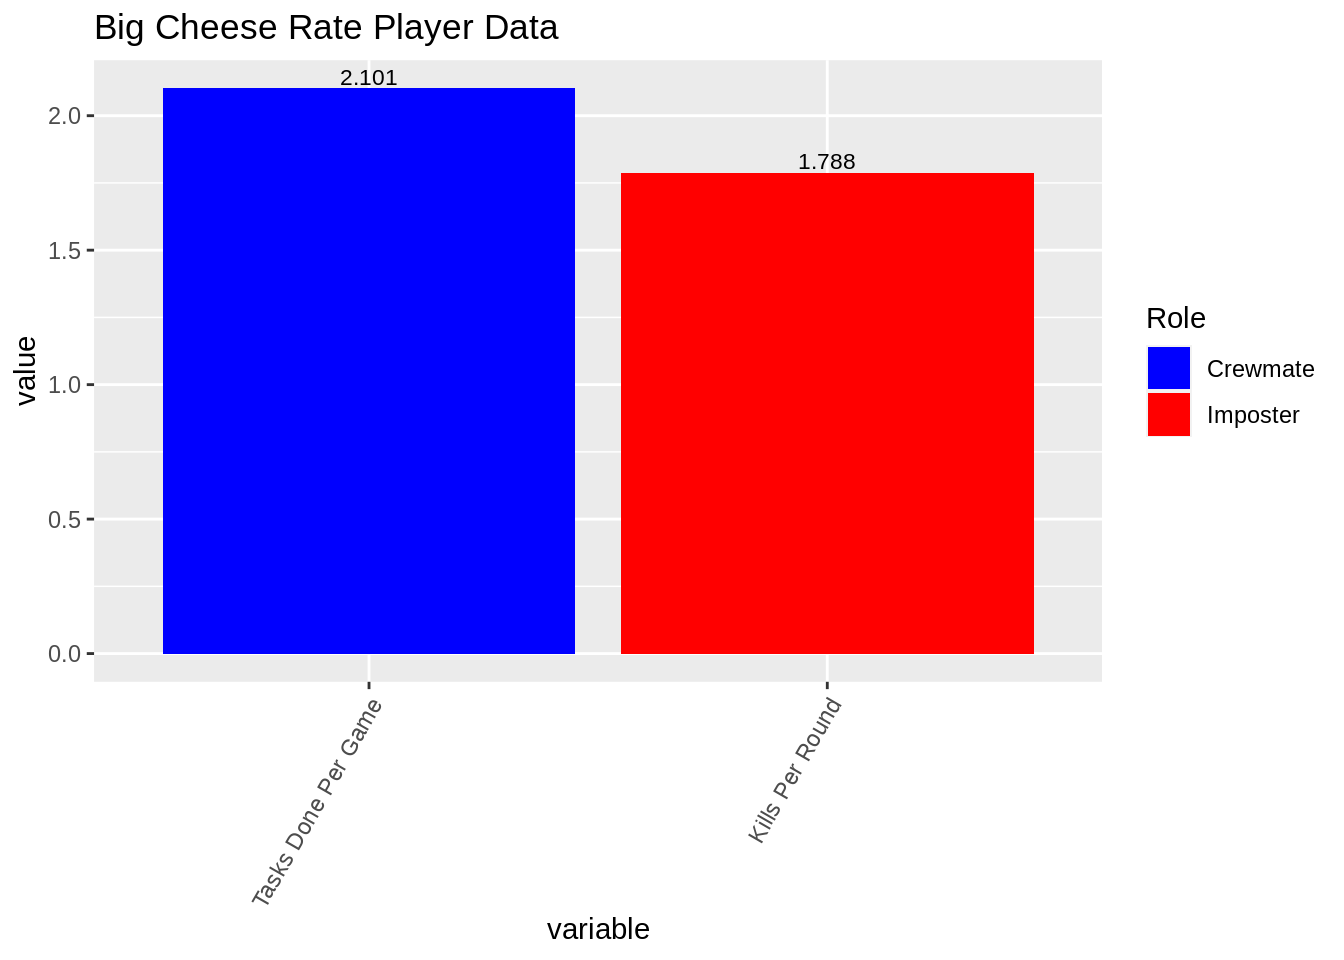 Big Cheese Rate Player Data
2.101
1.788
2.0
1.5
1.0
0.5
0.0
value
Tasks Done Per Game
Kills Per Round
variable
Role
Crewmate
Imposter